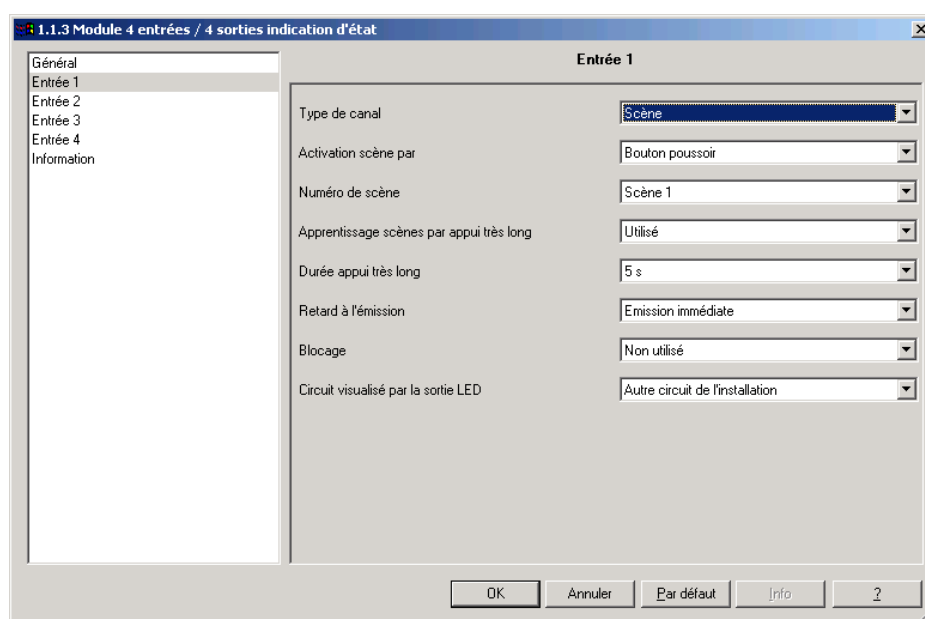 1.1.3 Module 4 entrées / 4 sorties indication d'état
Général
Entrée 1
Entrée 2
Entrée 3
Entrée 4
Information
Entrée 1
Type de canal
Scène
Activation scène par
Bouton poussoir
Numéro de scène
Scène 1
Apprentissage scènes par appui très long
Utilisé
Durée appui très long
5 s
Retard à l'émission
Emission immédiate
Blocage
Non utilisé
Circuit visualisé par la sortie LED
Autre circuit de l'installation
OK
Annuler
Par défaut
Info
?